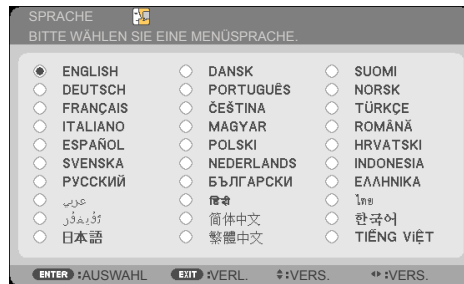 SPRACHE
BITTE WÄHLEN SIE EINE MENÜSPRACHE.
ENGLISH DANSK SUOMI
DEUTSCH PORTUGUÊS NORSK
FRANÇAIS ČEŠTINA TÜRKÇE
ITALIANO MAGYAR ROMÂNĂ
ESPAÑOL POLSKI HRVATSKI
SVENSKA NEDERLANDS INDONESIA
РУССКИЙ БЪЛГАРСКИ ΕΛΛΗΝΙΚΑ
عربي हिन्दी ไทย
简体中文 한국어
日本語 繁體中文 TIẾNG VIỆT
ENTER :AUSWAHL EXIT :VERL. :VERS. :VERS.